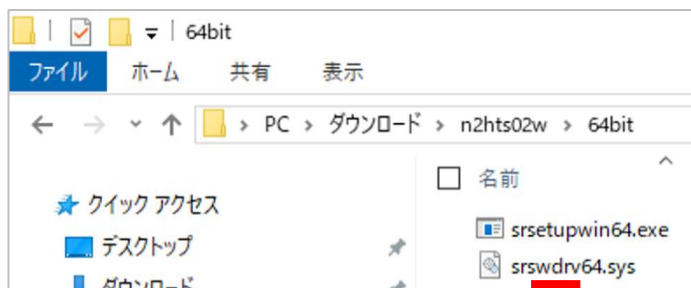 64bit
ファイル ホーム 共有 表示
PC > ダウンロード > n2hts02w > 64bit
名前
クイック アクセス
srsetupwin64.exe
デスクトップ
srswdrv64.sys
ダウンロード